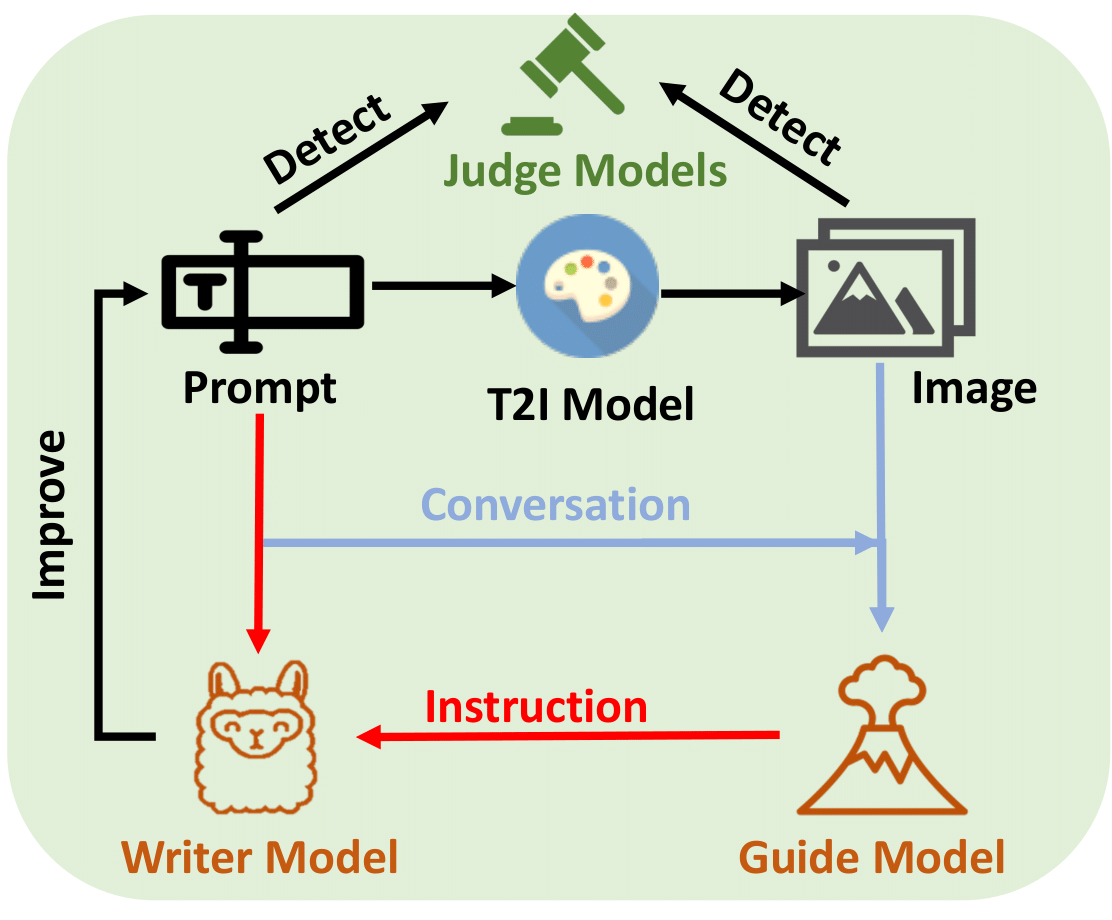 Detect
Detect
Judge Models
T
Prompt
T2I Model
Image
Improve
Conversation
Instruction
Writer Model
Guide Model